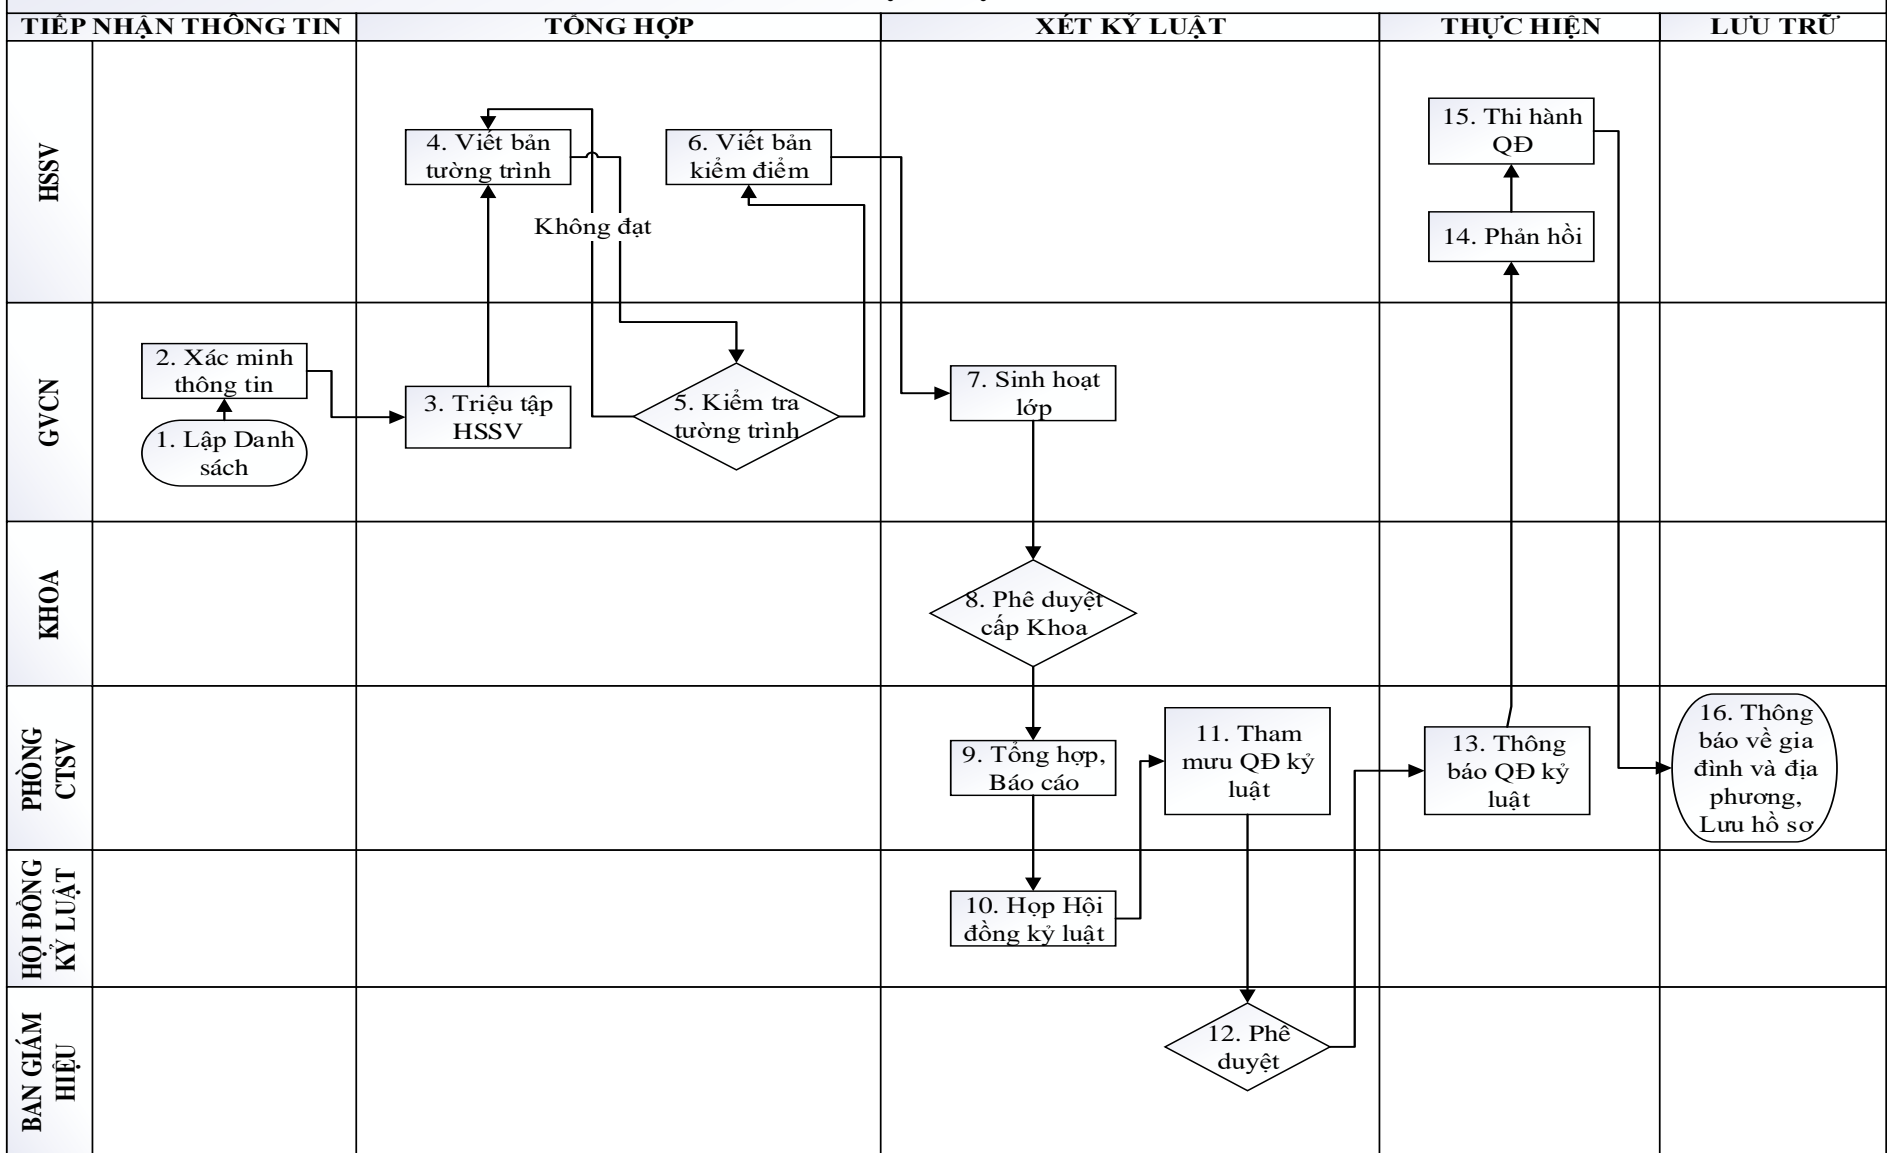 TIẾP NHẬN THÔNG TIN
TỔNG HỢP
XÉT KỶ LUẬT
THỰC HIỆN
LƯU TRỮ
HSSV
4. Viết bản
tường trình
6. Viết bản
kiểm điểm
Không đạt
15. Thi hành
QĐ
14. Phản hồi
GVCN
2. Xác minh
thông tin
1. Lập Danh
sách
3. Triệu tập
HSSV
5. Kiểm tra
tường trình
7. Sinh hoạt
lớp
KHOA
8. Phê duyệt
cấp Khoa
PHÒNG
CTSV
9. Tổng hợp,
Báo cáo
11. Tham
mưu QĐ kỷ
luật
13. Thông
báo QĐ kỷ
luật
16. Thông
báo về gia
đình và địa
phương,
Lưu hồ sơ
HỘI ĐỒNG
KỶ LUẬT
10. Họp Hội
đồng kỷ luật
BAN GIÁM
HIỆU
12. Phê
duyệt